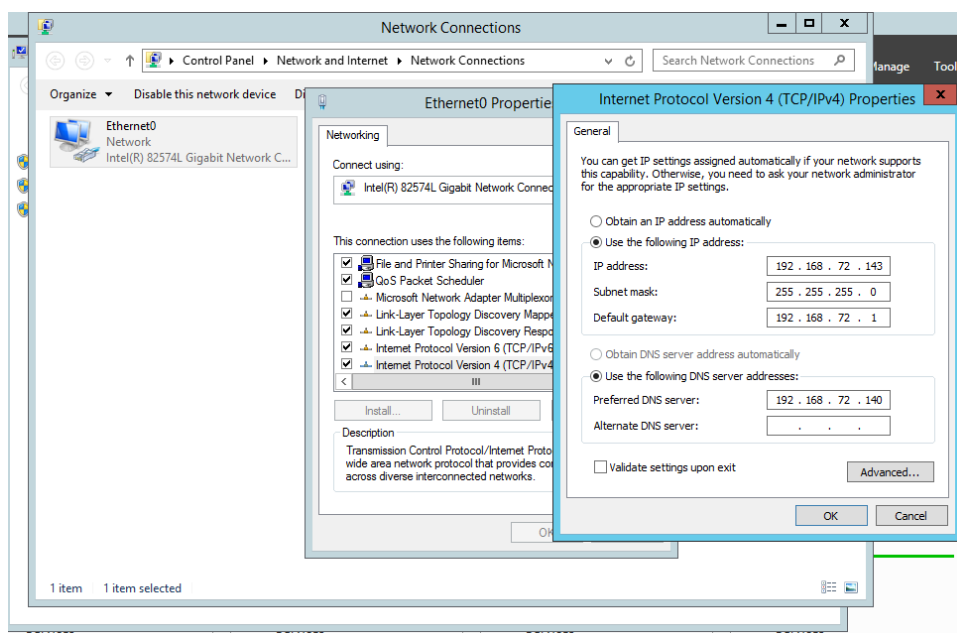 Network Connections
Control Panel Network and Internet Network Connections
Search Network Connections
Manage Tool
Organize Disable this network device Di
Ethernet0
Network
Intel(R) 82574L Gigabit Network C...
Ethernet0 Propertie
Networking
Connect using:
Intel(R) 82574L Gigabit Network Connec
This connection uses the following items:
File and Printer Sharing for Microsoft N
QoS Packet Scheduler
Microsoft Network Adapter Multiplexor
Link-Layer Topology Discovery Mappe
Link-Layer Topology Discovery Respo
Internet Protocol Version 6 (TCP/IPv6
Internet Protocol Version 4 (TCP/IPv4
Install... Uninstall
Description
Transmission Control Protocol/Internet Proto
wide area network protocol that provides co
across diverse interconnected networks.
OK
Internet Protocol Version 4 (TCP/IPv4) Properties
General
You can get IP settings assigned automatically if your network supports
this capability. Otherwise, you need to ask your network administrator
for the appropriate IP settings.
Obtain an IP address automatically
Use the following IP address:
IP address: 192 . 168 . 72 . 143
Subnet mask: 255 . 255 . 255 . 0
Default gateway: 192 . 168 . 72 . 1
Obtain DNS server address automatically
Use the following DNS server addresses:
Preferred DNS server: 192 . 168 . 72 . 140
Alternate DNS server: . . .
Validate settings upon exit
Advanced...
OK Cancel
1 item 1 item selected